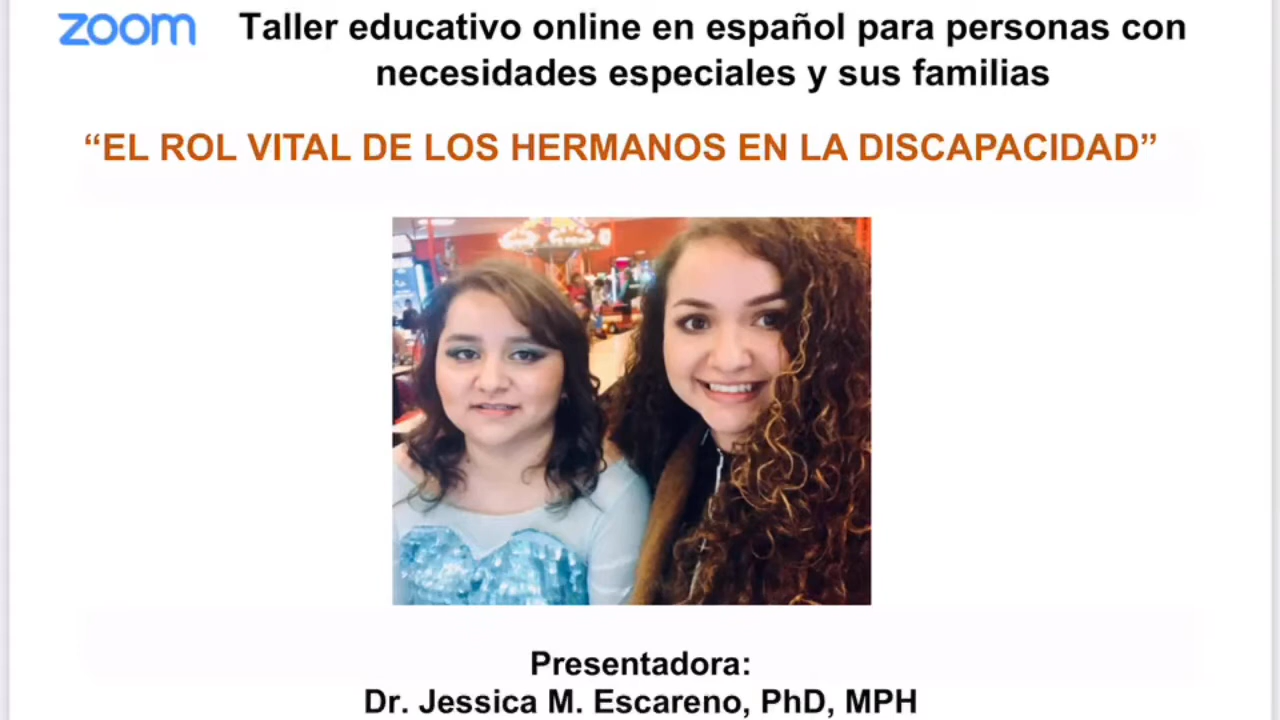 zoom
Taller educativo online en español para personas con
necesidades especiales y sus familias
“EL ROL VITAL DE LOS HERMANOS EN LA DISCAPACIDAD”
Presentadora:
Dr. Jessica M. Escareno, PhD, MPH